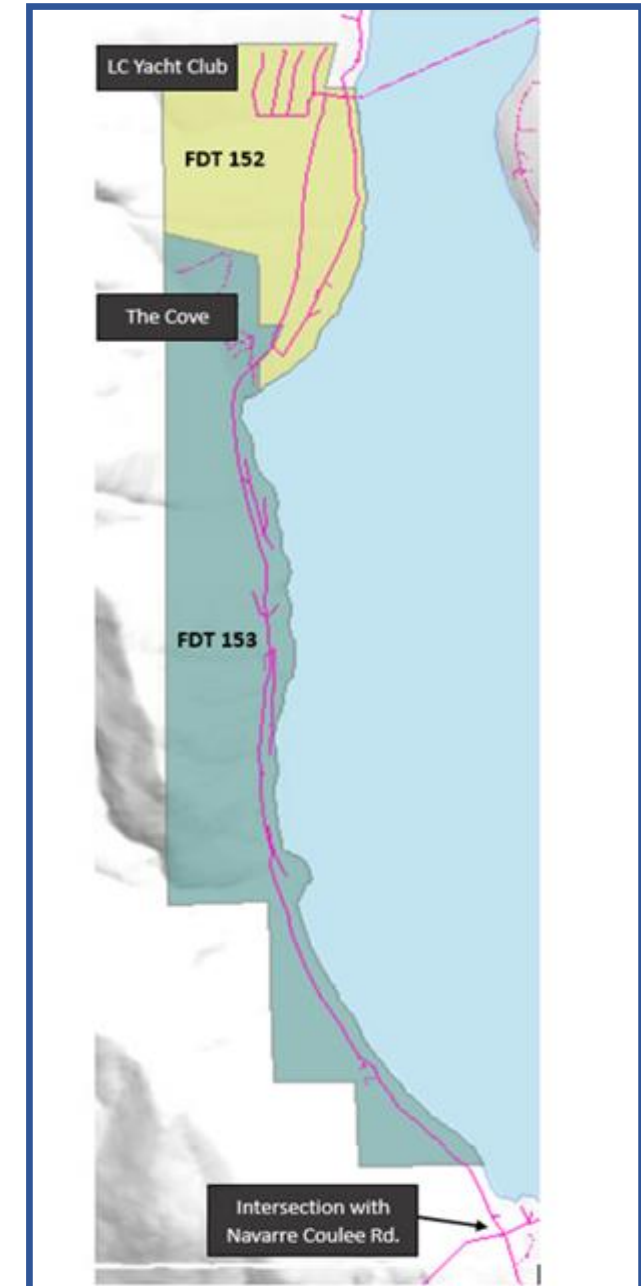 LC Yacht Club
FDT 152
The Cove
FDT 153
Intersection with
Navarre Coulee Rd.